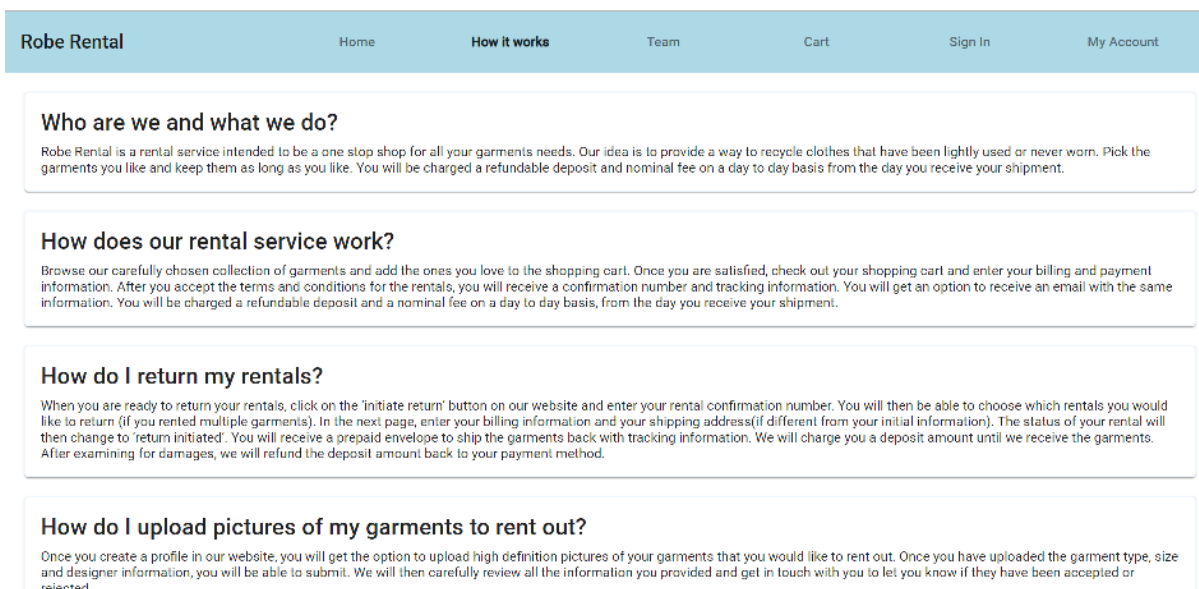 Robe Rental Home How it works Team Cart Sign In My Account
Who are we and what we do?
Robe Rental is a rental service intended to be a one stop shop for all your garments needs. Our idea is to provide a way to recycle clothes that have been lightly used or never worn. Pick the
garments you like and keep them as long as you like. You will be charged a refundable deposit and nominal fee on a day to day basis from the day you receive your shipment.
How does our rental service work?
Browse our carefully chosen collection of garments and add the ones you love to the shopping cart. Once you are satisfied, check out your shopping cart and enter your billing and payment
information. After you accept the terms and conditions for the rentals, you will receive a confirmation number and tracking information. You will get an option to receive an email with the same
information. You will be charged a refundable deposit and a nominal fee on a day to day basis, from the day you receive your shipment.
How do I return my rentals?
When you are ready to return your rentals, click on the 'initiate return' button on our website and enter your rental confirmation number. You will then be able to choose which rentals you would
like to return (if you rented multiple garments). In the next page, enter your billing information and your shipping address(if different from your initial information). The status of your rental will
then change to 'return initiated'. You will receive a prepaid envelope to ship the garments back with tracking information. We will charge you a deposit amount until we receive the garments.
After examining for damages, we will refund the deposit amount back to your payment method.
How do I upload pictures of my garments to rent out?
Once you create a profile in our website, you will get the option to upload high definition pictures of your garments that you would like to rent out. Once you have uploaded the garment type, size
and designer information, you will be able to submit. We will then carefully review all the information you provided and get in touch with you to let you know if they have been accepted or
rejected